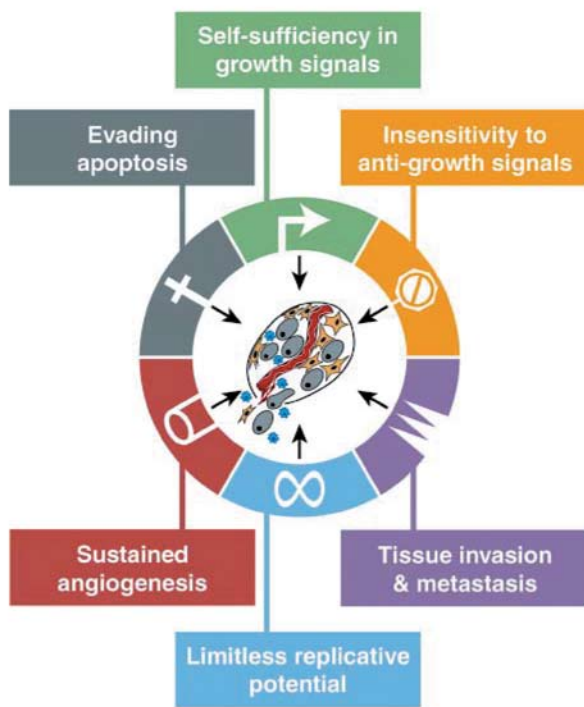 Self-sufficiency in
growth signals
Evading
apoptosis
Insensitivity to
anti-growth signals
Sustained
angiogenesis
Tissue invasion
& metastasis
Limitless replicative
potential